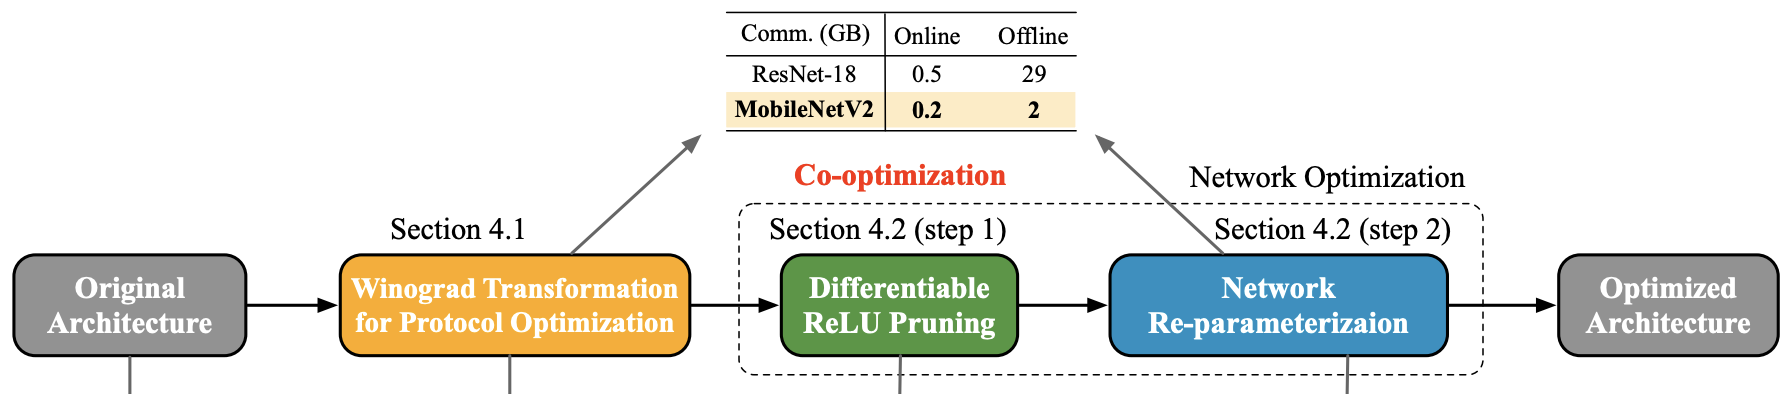 Comm. (GB) Online Offline
ResNet-18 0.5 29
MobileNetV2 0.2 2
Co-optimization
Network Optimization
Section 4.1
Section 4.2 (step 1)
Section 4.2 (step 2)
Original
Architecture
Winograd Transformation
for Protocol Optimization
Differentiable
ReLU Pruning
Network
Re-parameterizaion
Optimized
Architecture